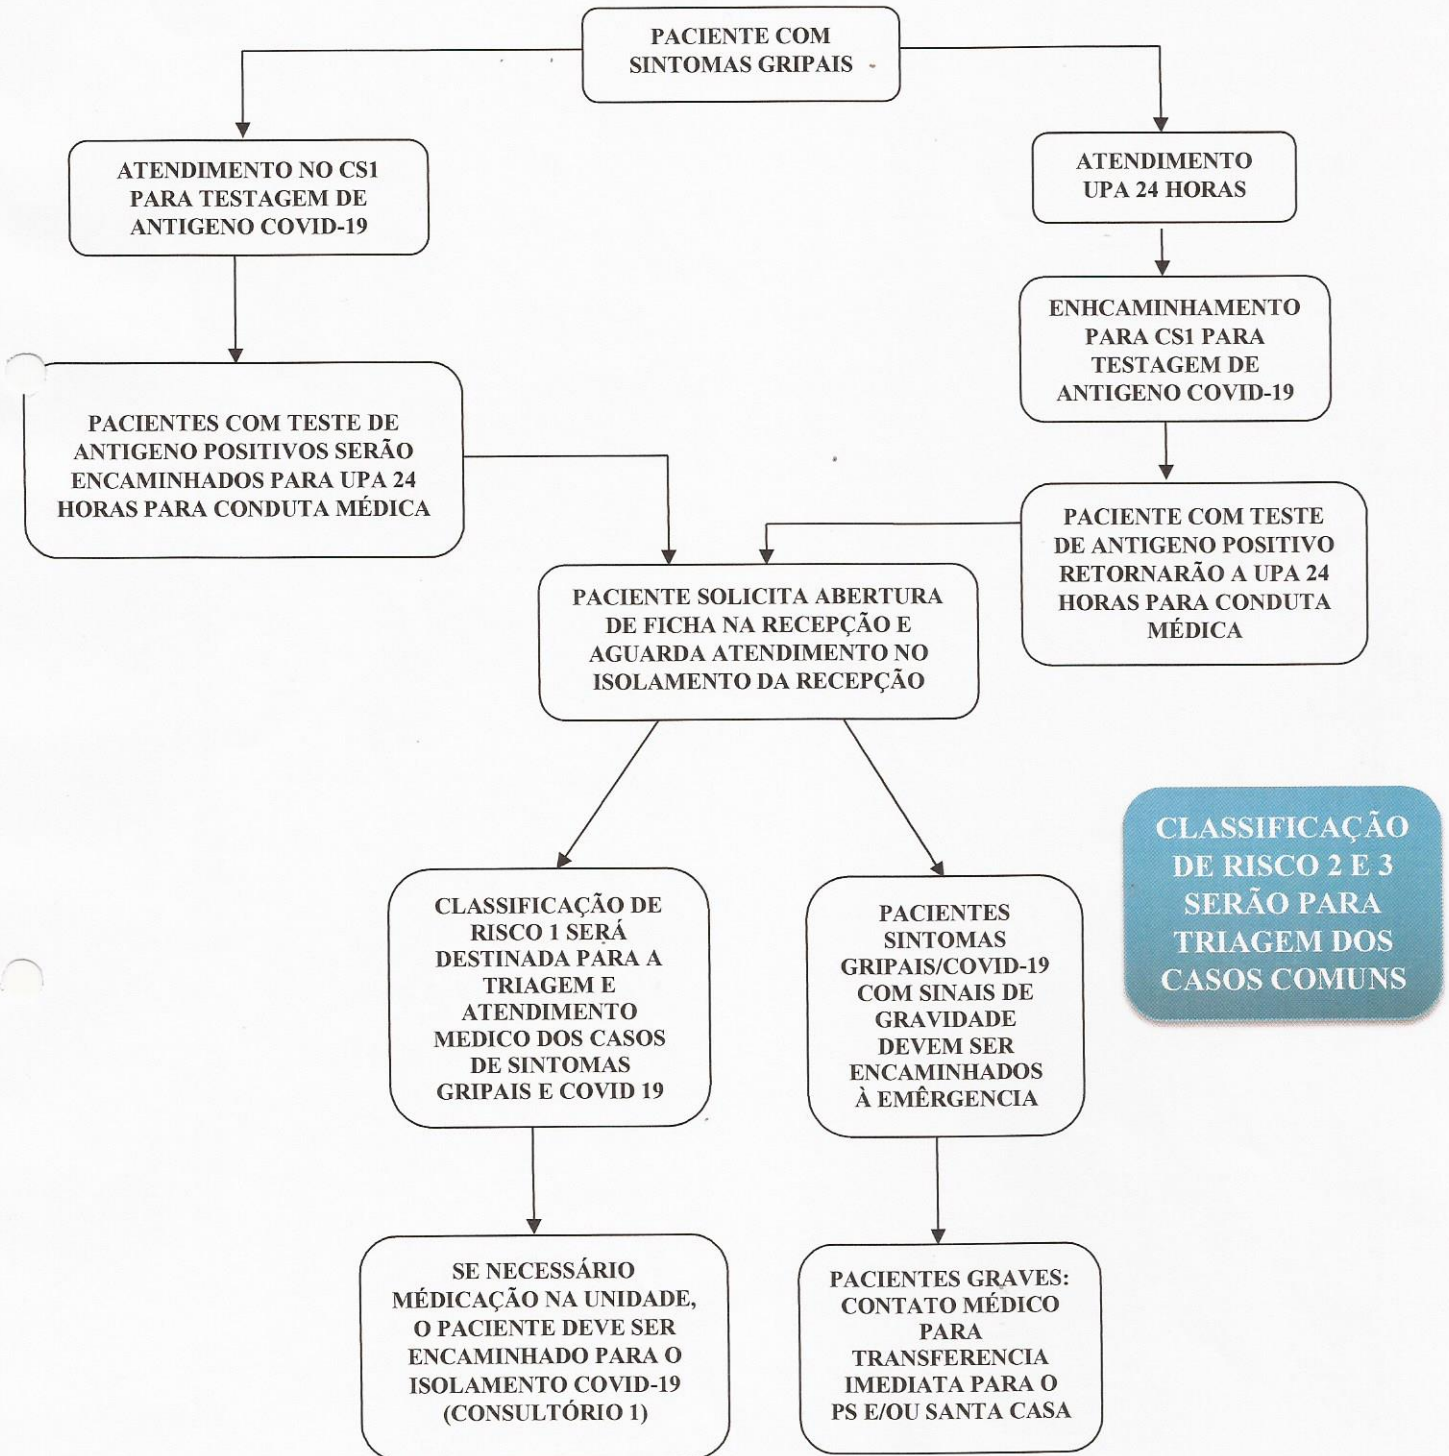 PACIENTE COM
SINTOMAS GRIPAIS
ATENDIMENTO NO CS1
PARA TESTAGEM DE
ANTIGENO COVID-19
ATENDIMENTO
UPA 24 HORAS
ENHCAMINHAMENTO
PARA CS1 PARA
TESTAGEM DE
ANTIGENO COVID-19
PACIENTES COM TESTE DE
ANTIGENO POSITIVOS SERÃO
ENCAMINHADOS PARA UPA 24
HORAS PARA CONDUTA MÉDICA
PACIENTE COM TESTE
DE ANTIGENO POSITIVO
RETORNARÃO A UPA 24
HORAS PARA CONDUTA
MÉDICA
PACIENTE SOLICITA ABERTURA
DE FICHA NA RECEPÇÃO E
AGUARDA ATENDIMENTO NO
ISOLAMENTO DA RECEPÇÃO
CLASSIFICAÇÃO DE
RISCO 1 SERÁ
DESTINADA PARA A
TRIAGEM E
ATENDIMENTO
MEDICO DOS CASOS
DE SINTOMAS
GRIPAIS E COVID 19
PACIENTES
SINTOMAS
GRIPAIS/COVID-19
COM SINAIS DE
GRAVIDADE
DEVEM SER
ENCAMINHADOS
À EMÊRGENCIA
CLASSIFICAÇÃO
DE RISCO 2 E 3
SERÃO PARA
TRIAGEM DOS
CASOS COMUNS
SE NECESSÁRIO
MÉDICAÇÃO NA UNIDADE,
O PACIENTE DEVE SER
ENCAMINHADO PARA O
ISOLAMENTO COVID-19
(CONSULTÓRIO 1)
PACIENTES GRAVES:
CONTATO MÉDICO
PARA
TRANSFERENCIA
IMEDIATA PARA O
PS E/OU SANTA CASA